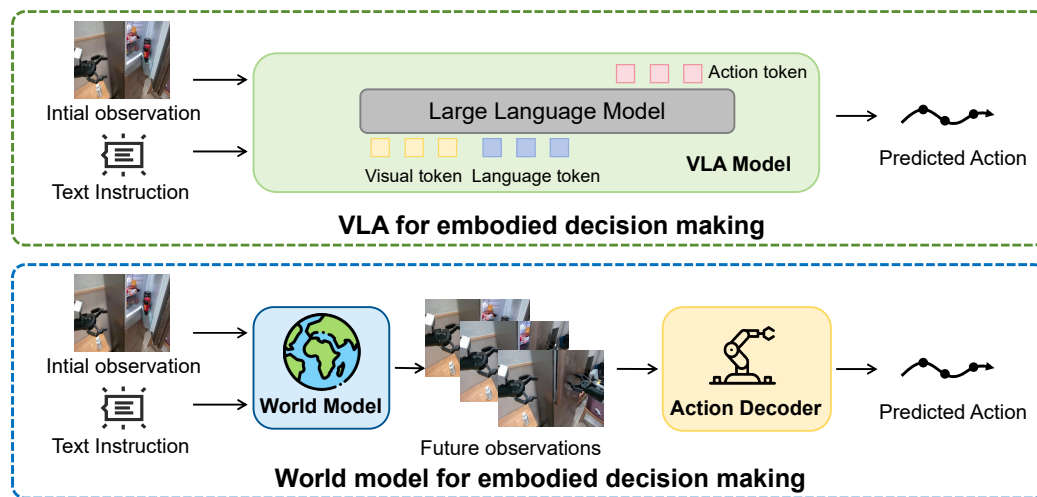 Action token
Large Language Model
Intial observation
Visual token
Language token
VLA Model
Predicted Action
Text Instruction
VLA for embodied decision making
Intial observation
World Model
Action Decoder
Predicted Action
Text Instruction
Future observations
World model for embodied decision making